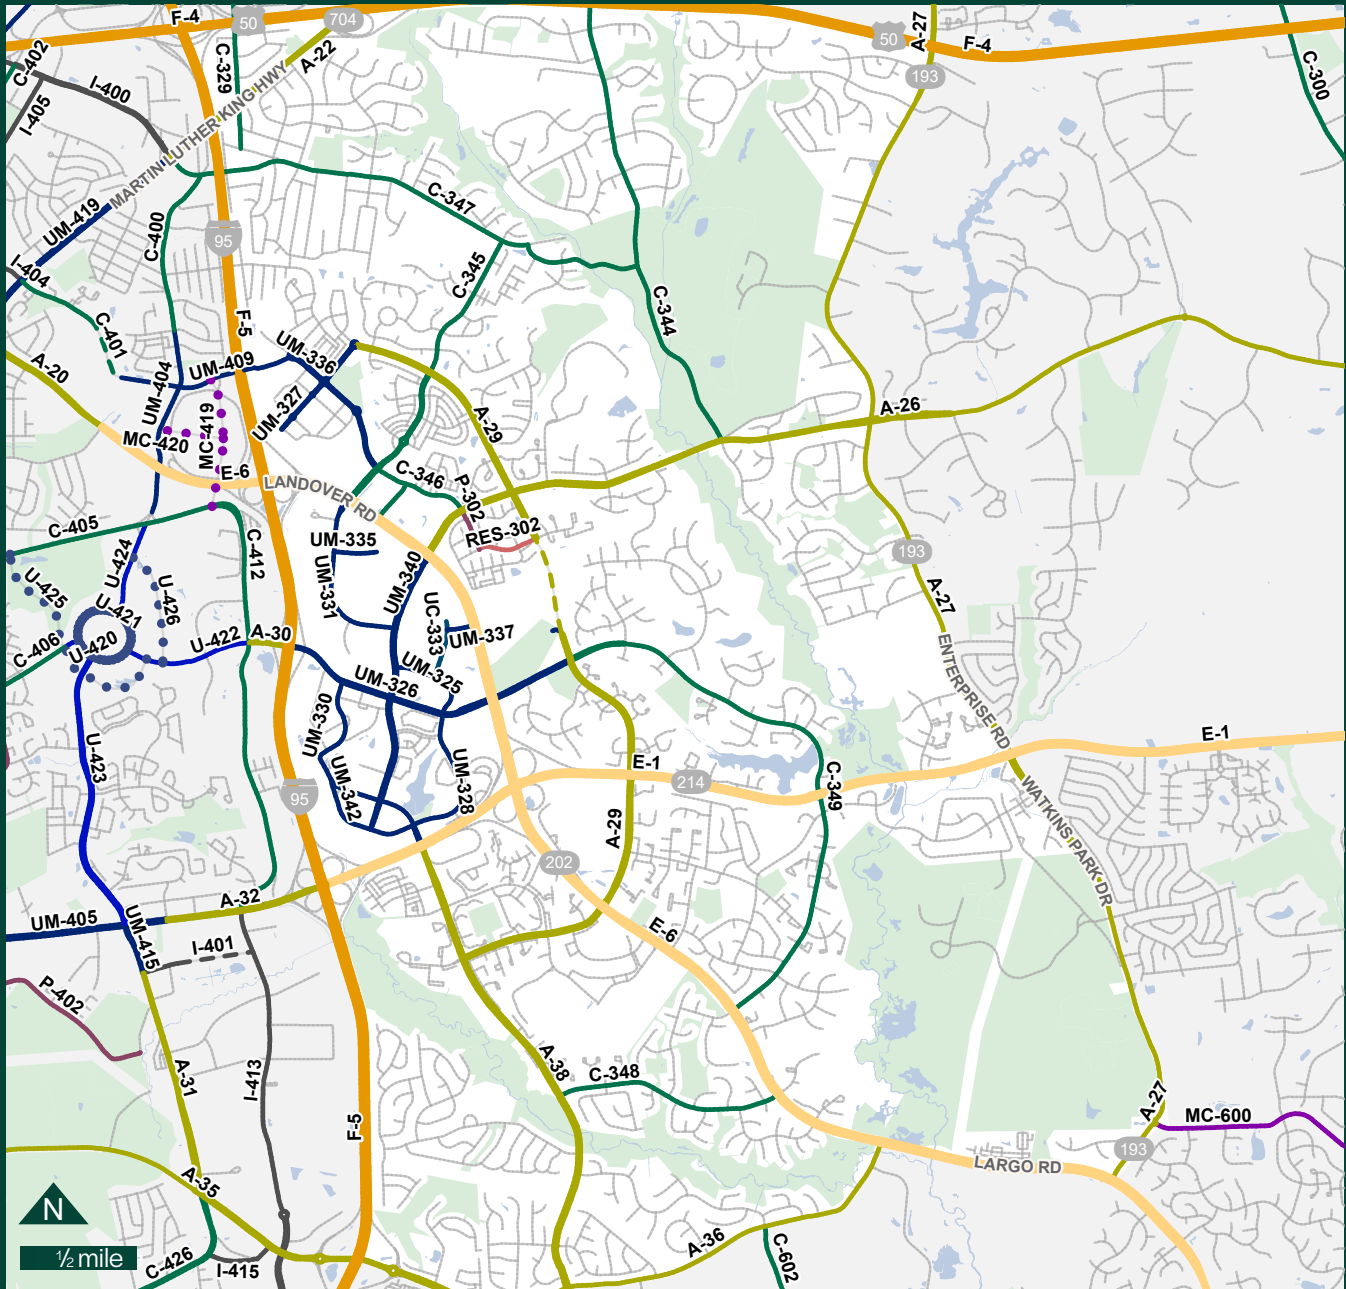 F-4
50
704
A-27
50
F-4
C-402
C-329
A-22
I-400
193
C-300
I-405
MARTIN LUTHER KING HWY
C-347
UM-419
C-400
95
I-404
C-345
C-344
C-401
F-5
UM-336
A-20
UM-409
UM-404
UM-327
A-26
MC-419
A-29
MC-420
E-6
C-346
LANDOVER RD
P-302
C-405
RES-302
UM-335
C-412
U-424
193
UM-340
UM-331
U-425
U-426
A-27
U-421
UC-333
UM-337
C-406
U-420
U-422
A-30
ENTERPRISE RD
UM-325
UM-326
UM-330
E-1
U-423
E-1
214
UM-342
UM-328
C-349
95
WATKINS PARK DR
A-29
202
A-32
UM-405
UM-415
E-6
I-401
P-402
A-38
A-31
I-413
C-348
F-5
A-27
MC-600
193
LARGO RD
A-35
N
A-36
C-602
½ mile
C-426
I-415